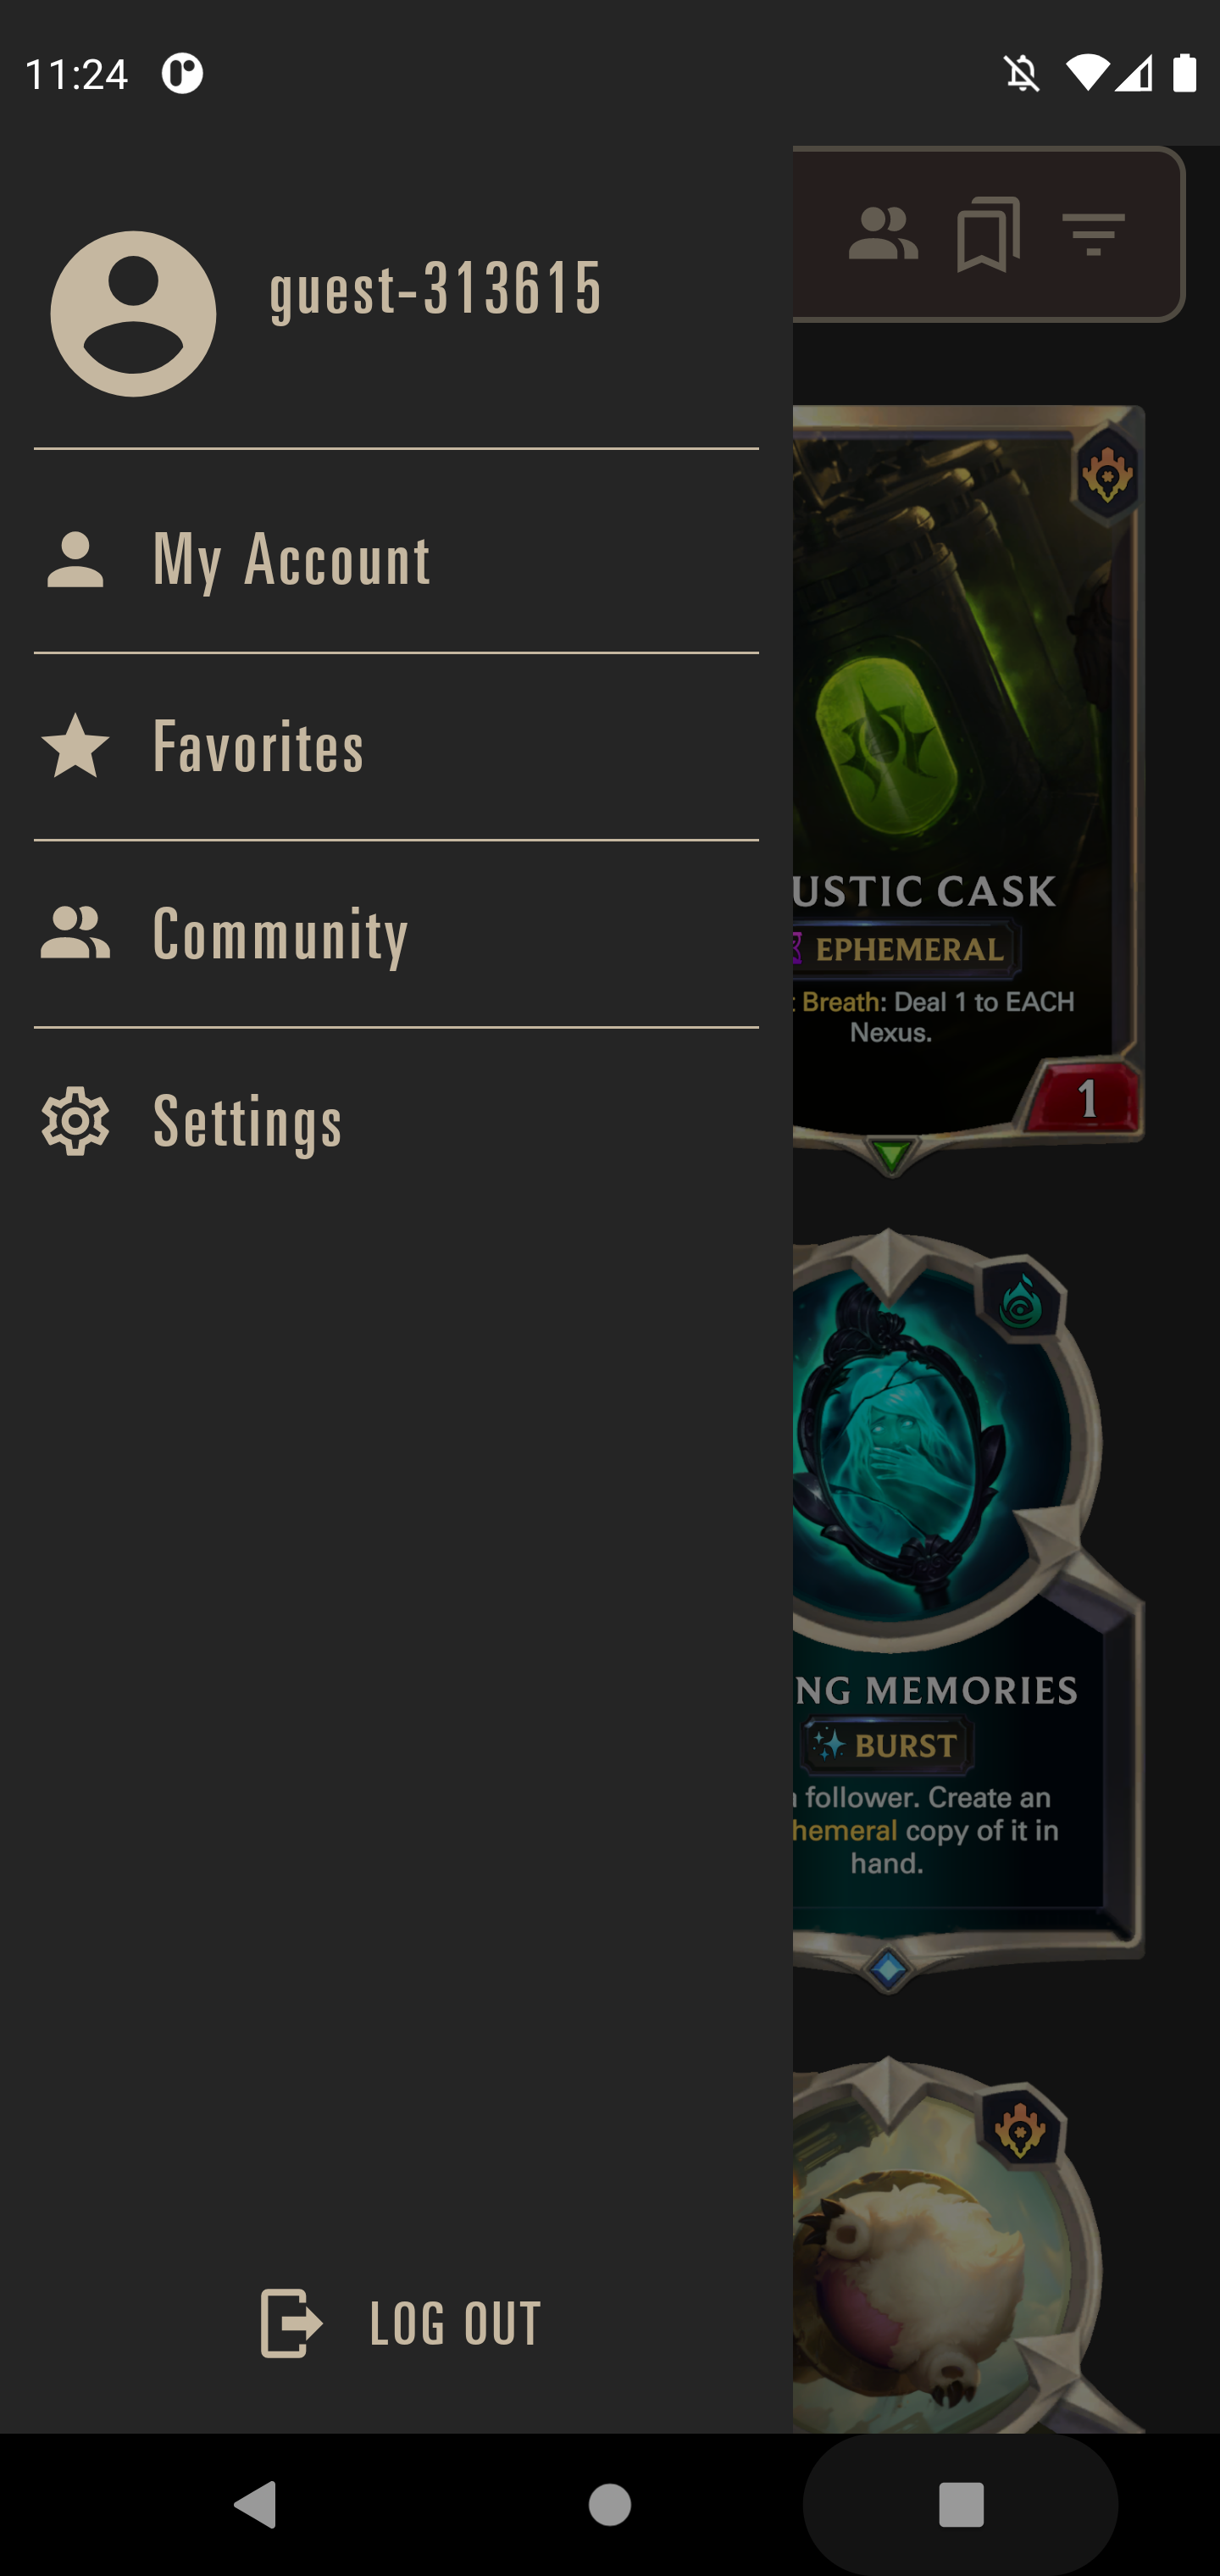 11:24
guest-313615
My Account
Favorites
Community
Settings
LOG OUT
USTIC CASK
EPHEMERAL
: Breath: Deal 1 to EACH
Nexus.
1
NG MEMORIES
BURST
follower. Create an
hemeral copy of it in
hand.